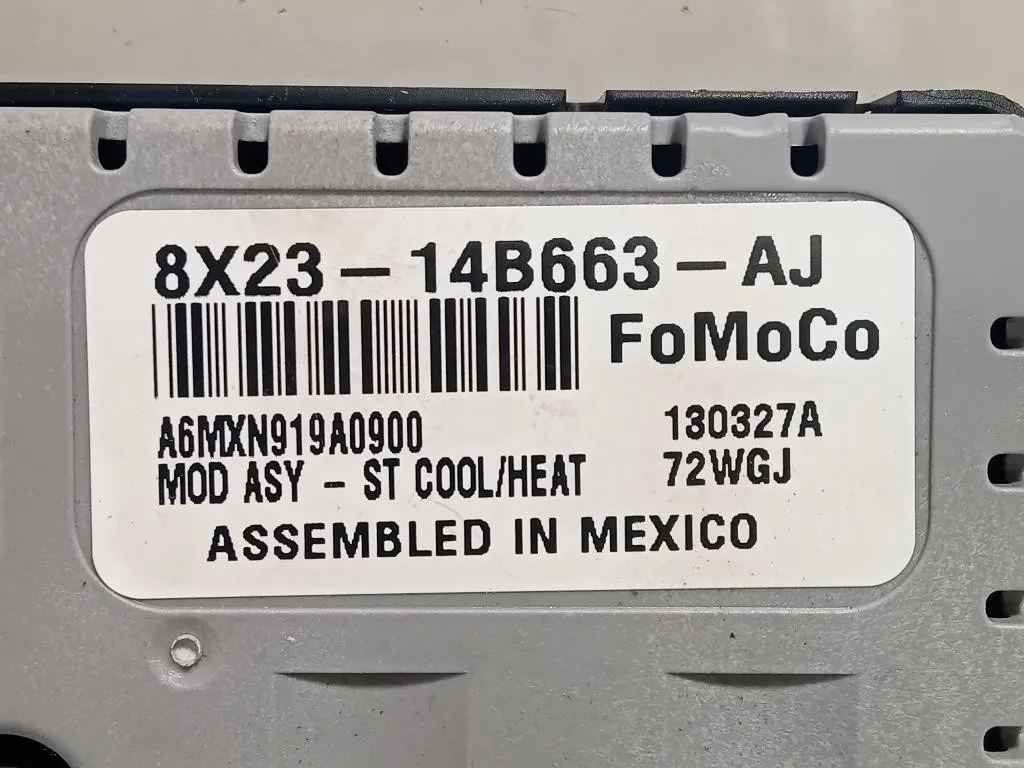 8X23-14B663-AJ
FoMoCo
A6MXN919A0900 130327A
MOD ASY - ST COOL/HEAT 72WGJ
ASSEMBLED IN MEXICO